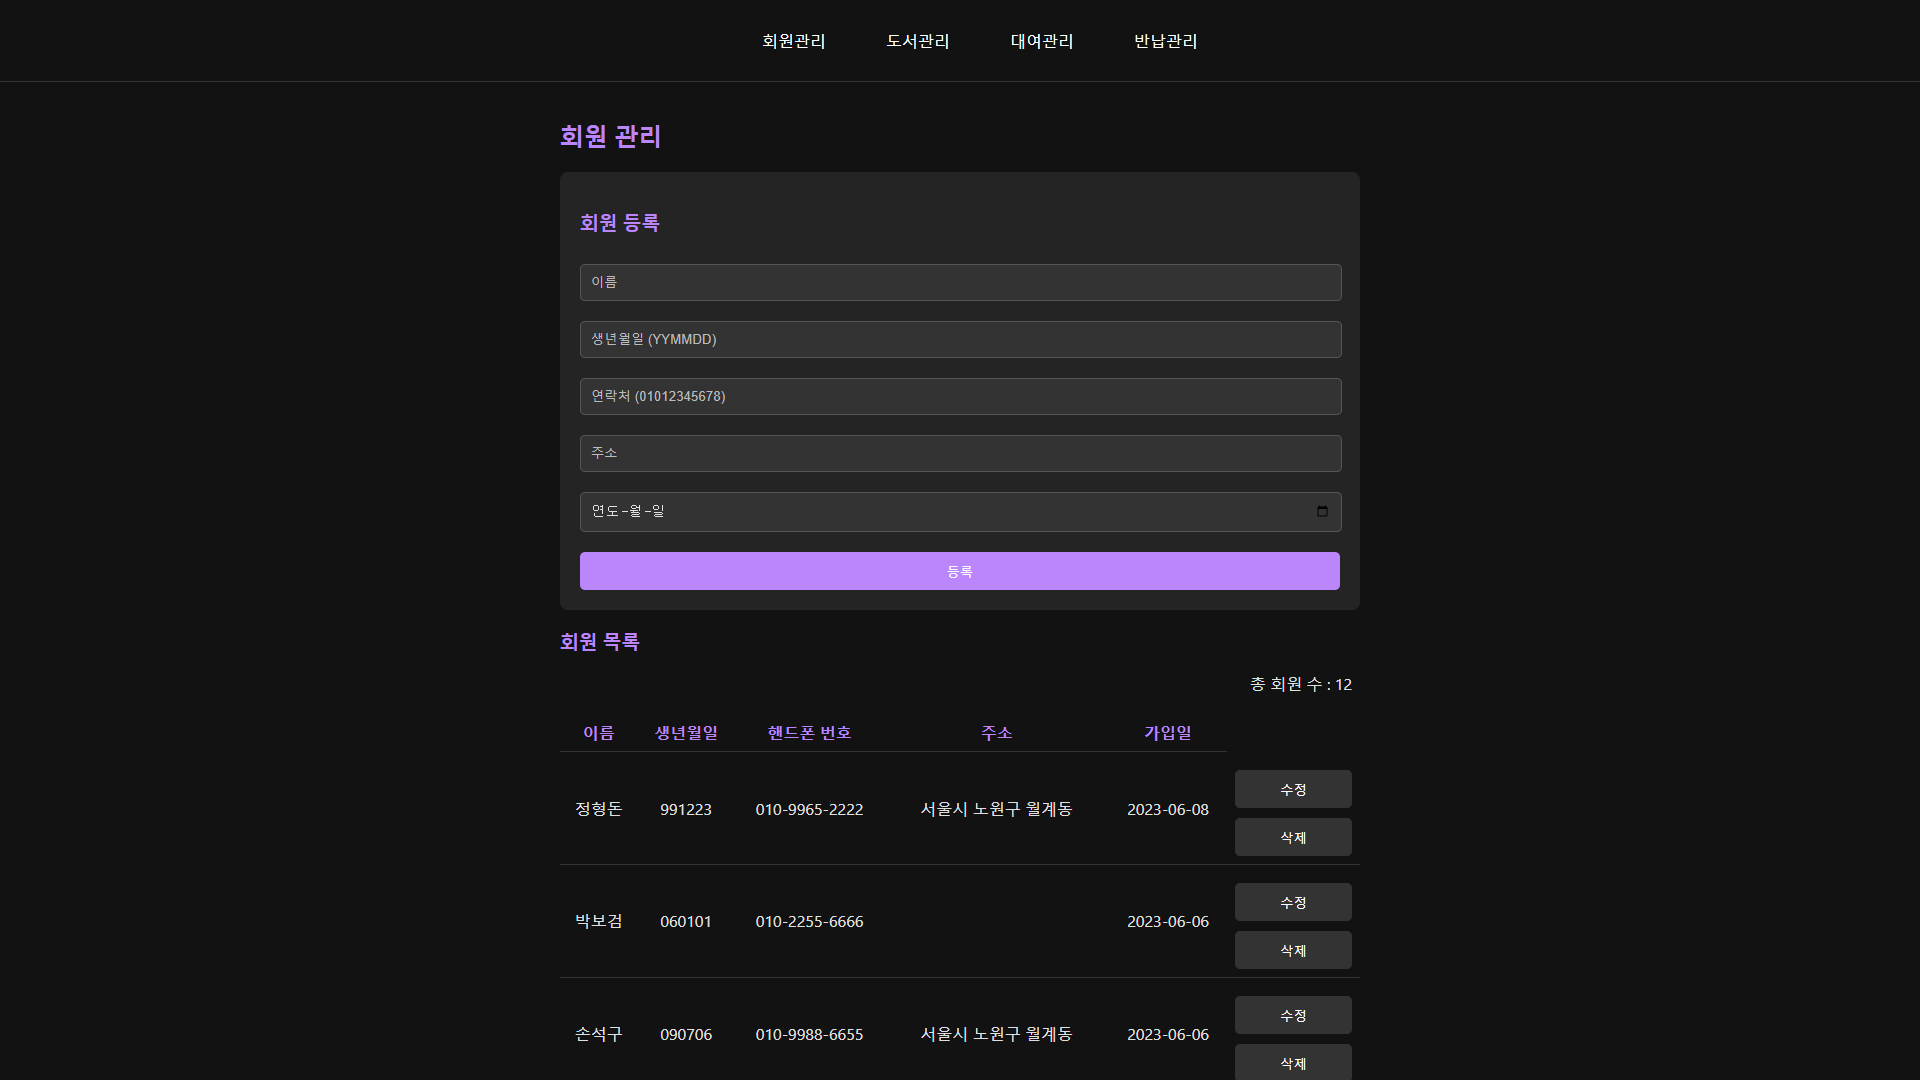 회원관리 도서관리 대여관리 반납관리
회원 관리
회원 등록
이름
생년월일 (YYMMDD)
연락처 (01012345678)
주소
연도-월-일
등록
회원 목록
총 회원 수 : 12
이름 생년월일 핸드폰 번호 주소 가입일
정형돈 991223 010-9965-2222 서울시 노원구 월계동 2023-06-08 수정
삭제
박보검 060101 010-2255-6666 2023-06-06 수정
삭제
손석구 090706 010-9988-6655 서울시 노원구 월계동 2023-06-06 수정
삭제